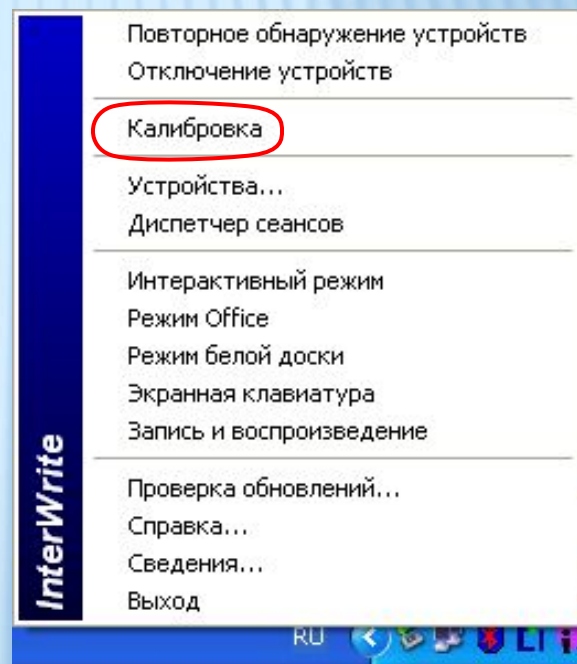 Повторное обнаружение устройств
Отключение устройств
Калибровка
Устройства...
Диспетчер сеансов
Интерактивный режим
Режим Office
Режим белой доски
Экранная клавиатура
Запись и воспроизведение
Проверка обновлений...
Справка...
Сведения...
Выход
InterWrite
RU